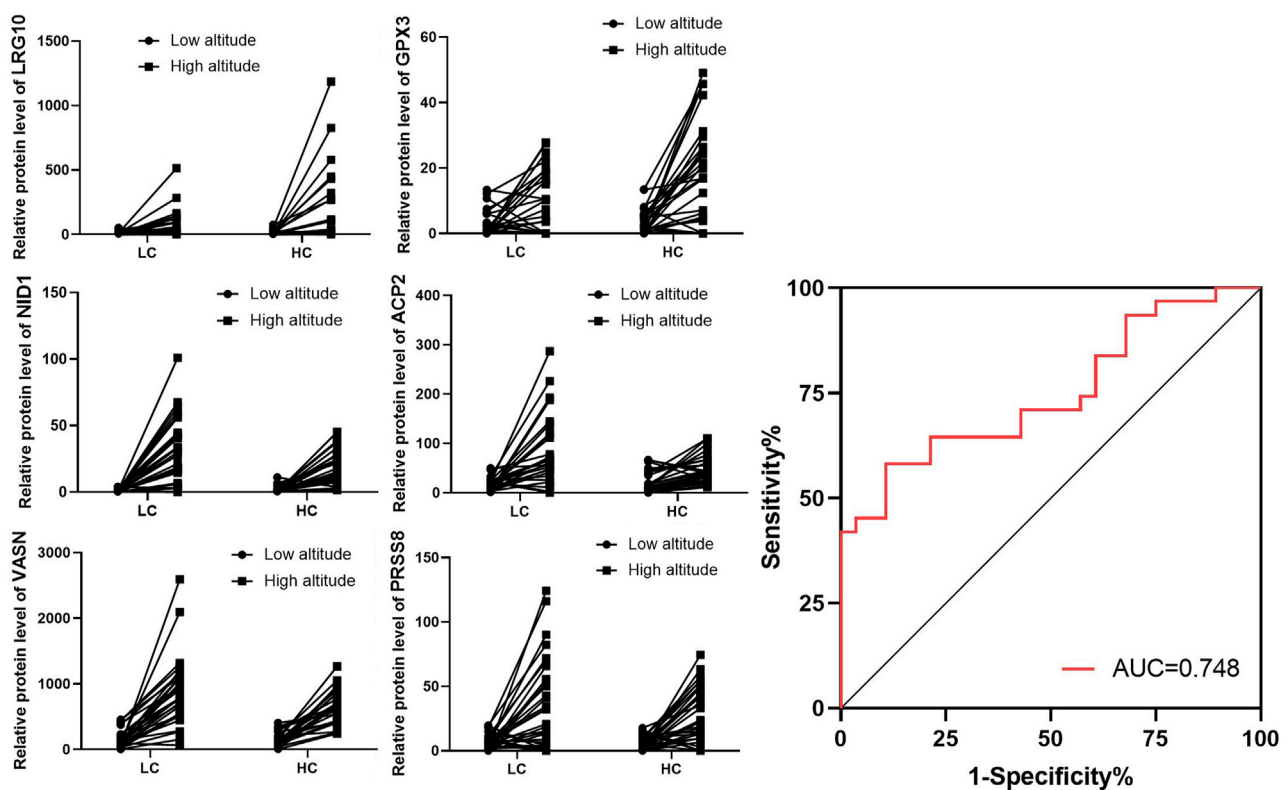 Relative protein level of LRG10
1500
1000
500
0
Low altitude
High altitude
LC
HC
Relative protein level of GPX3
60
40
20
0
Low altitude
High altitude
LC
HC
Relative protein level of NID1
150
100
50
0
Low altitude
High altitude
LC
HC
Relative protein level of ACP2
400
300
200
100
0
Low altitude
High altitude
LC
HC
Relative protein level of VASN
3000
2000
1000
0
Low altitude
High altitude
LC
HC
Relative protein level of PRSS8
150
100
50
0
Low altitude
High altitude
LC
HC
Sensitivity%
100
75
50
25
0
AUC=0.748
0
25
50
75
100
1-Specificity%